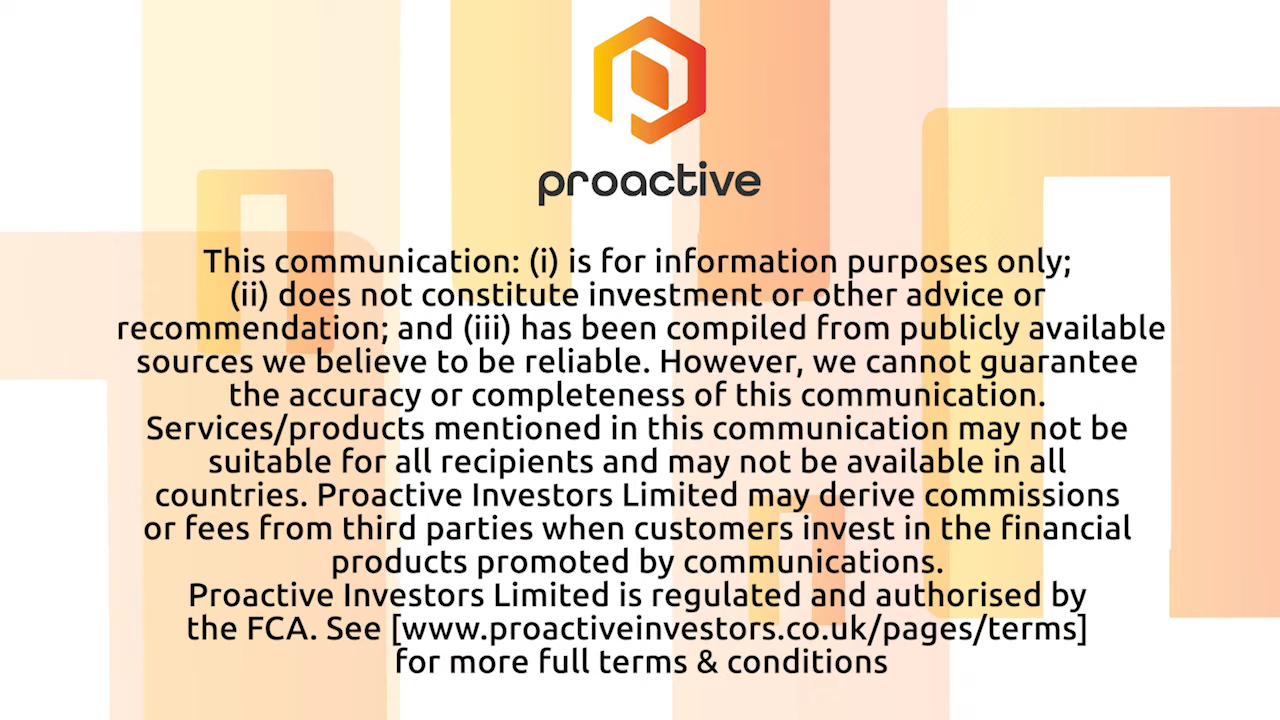 proactive
This communication: (i) is for information purposes only;
(ii) does not constitute investment or other advice or
recommendation; and (iii) has been compiled from publicly available
sources we believe to be reliable. However, we cannot guarantee
the accuracy or completeness of this communication.
Services/products mentioned in this communication may not be
suitable for all recipients and may not be available in all
countries. Proactive Investors Limited may derive commissions
or fees from third parties when customers invest in the financial
products promoted by communications.
Proactive Investors Limited is regulated and authorised by
the FCA. See [www.proactiveinvestors.co.uk/pages/terms]
for more full terms & conditions